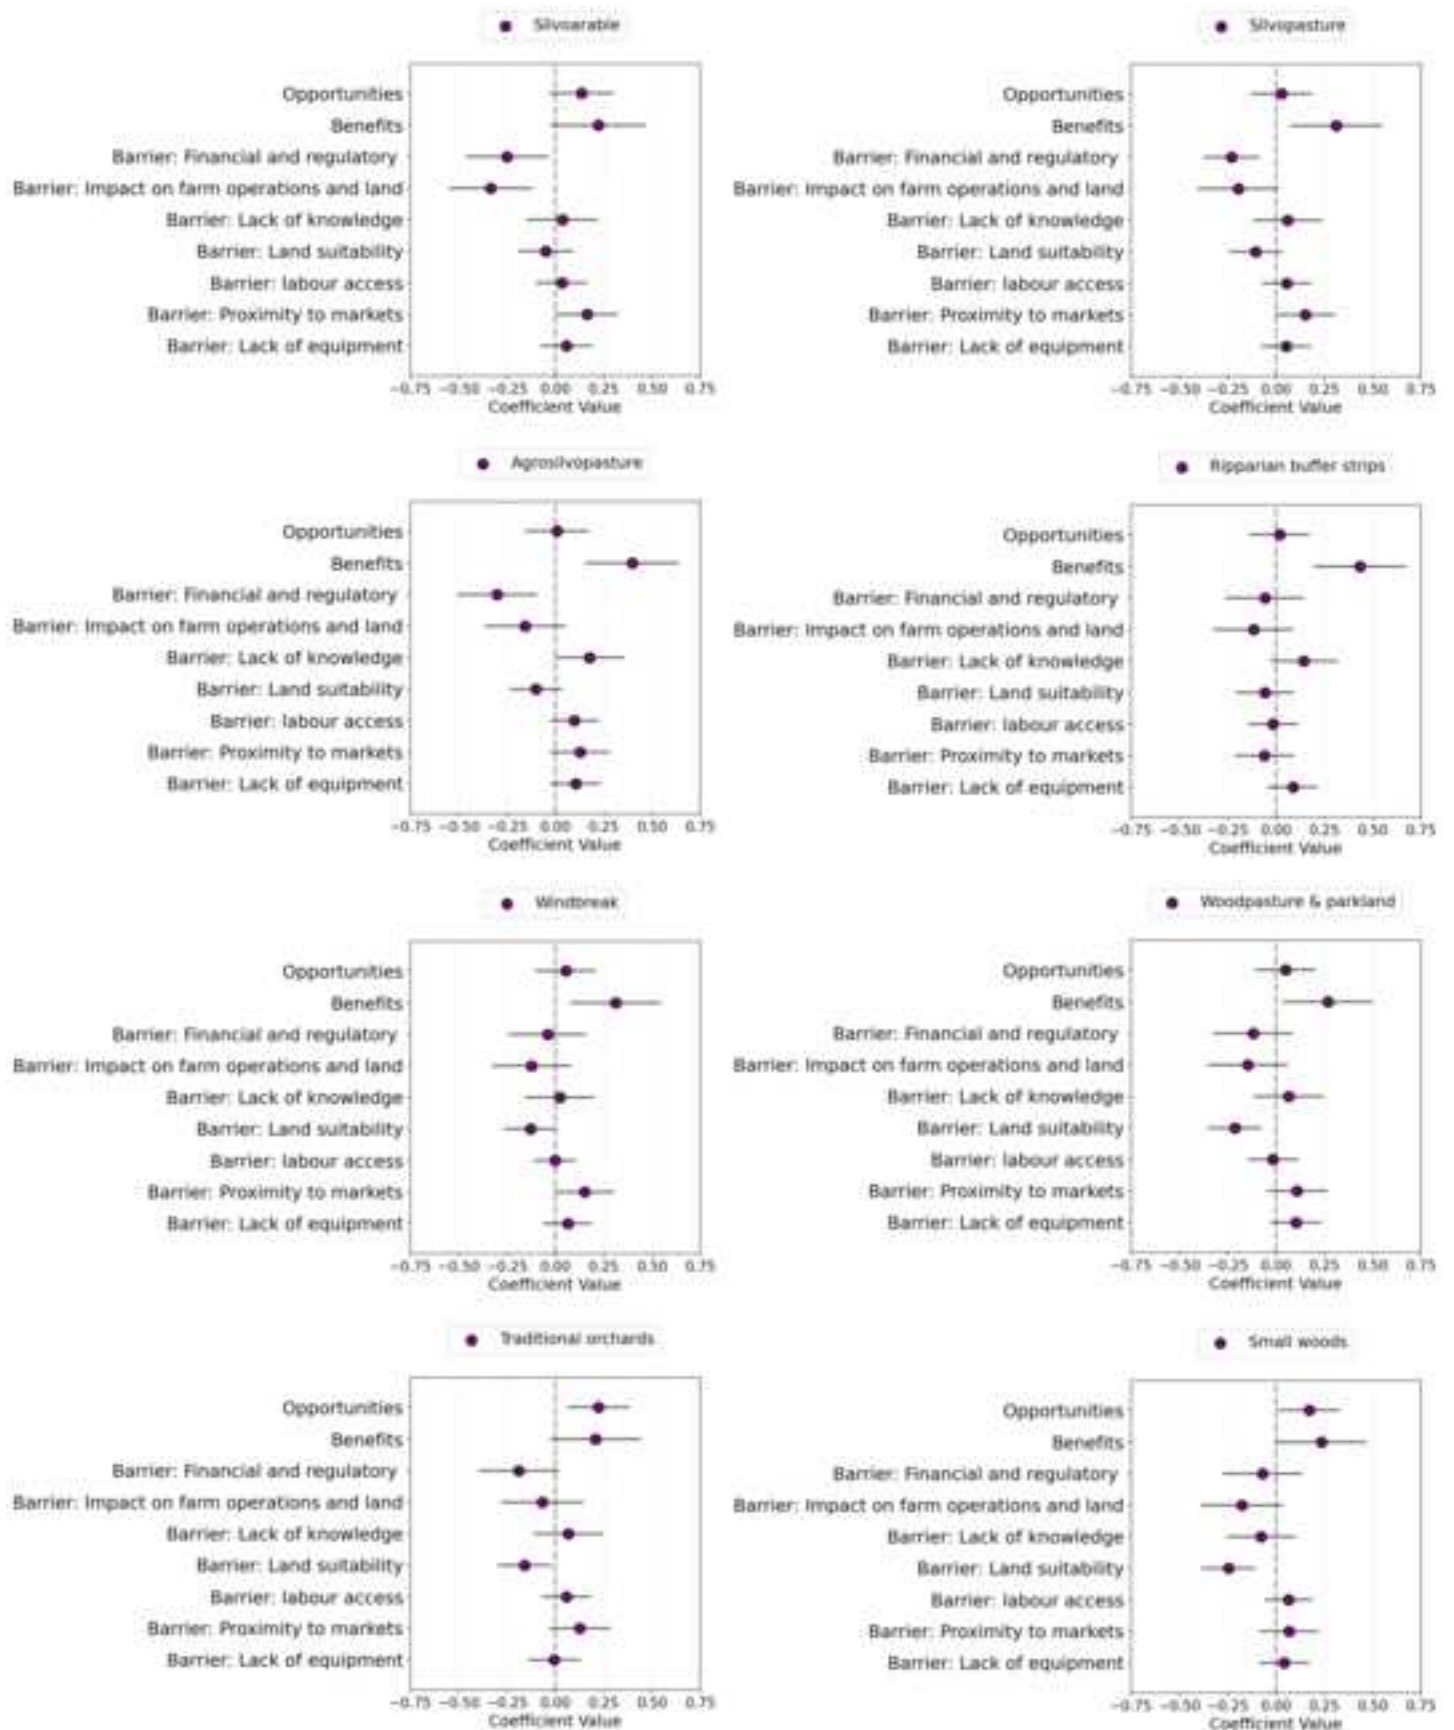 Silvoarable
Opportunities
Benefits
Barrier: Financial and regulatory
Barrier: Impact on farm operations and land
Barrier: Lack of knowledge
Barrier: Land suitability
Barrier: labour access
Barrier: Proximity to markets
Barrier: Lack of equipment
−0.75 −0.50 −0.25 0.00 0.25 0.50 0.75
Coefficient Value
Silvopasture
Opportunities
Benefits
Barrier: Financial and regulatory
Barrier: Impact on farm operations and land
Barrier: Lack of knowledge
Barrier: Land suitability
Barrier: labour access
Barrier: Proximity to markets
Barrier: Lack of equipment
−0.75 −0.50 −0.25 0.00 0.25 0.50 0.75
Coefficient Value
Agrosilvopasture
Opportunities
Benefits
Barrier: Financial and regulatory
Barrier: Impact on farm operations and land
Barrier: Lack of knowledge
Barrier: Land suitability
Barrier: labour access
Barrier: Proximity to markets
Barrier: Lack of equipment
−0.75 −0.50 −0.25 0.00 0.25 0.50 0.75
Coefficient Value
Ripparian buffer strips
Opportunities
Benefits
Barrier: Financial and regulatory
Barrier: Impact on farm operations and land
Barrier: Lack of knowledge
Barrier: Land suitability
Barrier: labour access
Barrier: Proximity to markets
Barrier: Lack of equipment
−0.75 −0.50 −0.25 0.00 0.25 0.50 0.75
Coefficient Value
Windbreak
Opportunities
Benefits
Barrier: Financial and regulatory
Barrier: Impact on farm operations and land
Barrier: Lack of knowledge
Barrier: Land suitability
Barrier: labour access
Barrier: Proximity to markets
Barrier: Lack of equipment
−0.75 −0.50 −0.25 0.00 0.25 0.50 0.75
Coefficient Value
Woodpasture & parkland
Opportunities
Benefits
Barrier: Financial and regulatory
Barrier: Impact on farm operations and land
Barrier: Lack of knowledge
Barrier: Land suitability
Barrier: labour access
Barrier: Proximity to markets
Barrier: Lack of equipment
−0.75 −0.50 −0.25 0.00 0.25 0.50 0.75
Coefficient Value
Traditional orchards
Opportunities
Benefits
Barrier: Financial and regulatory
Barrier: Impact on farm operations and land
Barrier: Lack of knowledge
Barrier: Land suitability
Barrier: labour access
Barrier: Proximity to markets
Barrier: Lack of equipment
−0.75 −0.50 −0.25 0.00 0.25 0.50 0.75
Coefficient Value
Small woods
Opportunities
Benefits
Barrier: Financial and regulatory
Barrier: Impact on farm operations and land
Barrier: Lack of knowledge
Barrier: Land suitability
Barrier: labour access
Barrier: Proximity to markets
Barrier: Lack of equipment
−0.75 −0.50 −0.25 0.00 0.25 0.50 0.75
Coefficient Value